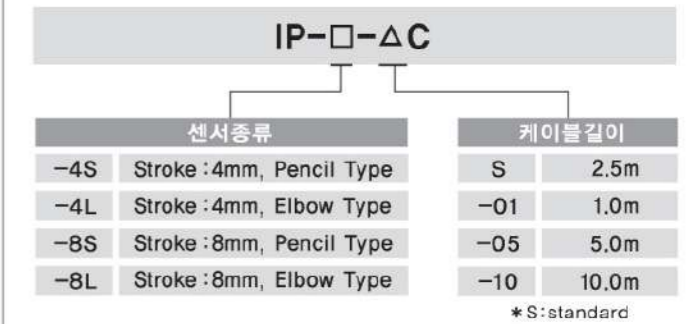 IP-□-△C
센서종류
-4S Stroke:4mm, Pencil Type
-4L Stroke:4mm, Elbow Type
-8S Stroke:8mm, Pencil Type
-8L Stroke:8mm, Elbow Type
케이블길이
S 2.5m
-01 1.0m
-05 5.0m
-10 10.0m
*S:standard